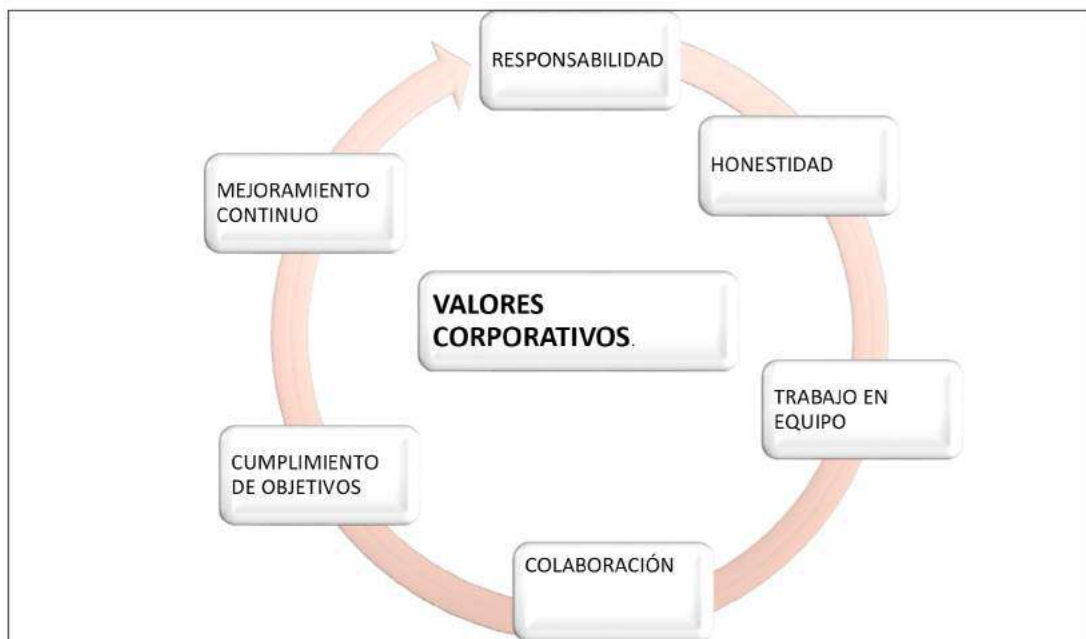 RESPONSABILIDAD
HONESTIDAD
TRABAJO EN
EQUIPO
COLABORACIÓN
CUMPLIMIENTO
DE OBJETIVOS
MEJORAMIENTO
CONTINUO
VALORES
CORPORATIVOS.